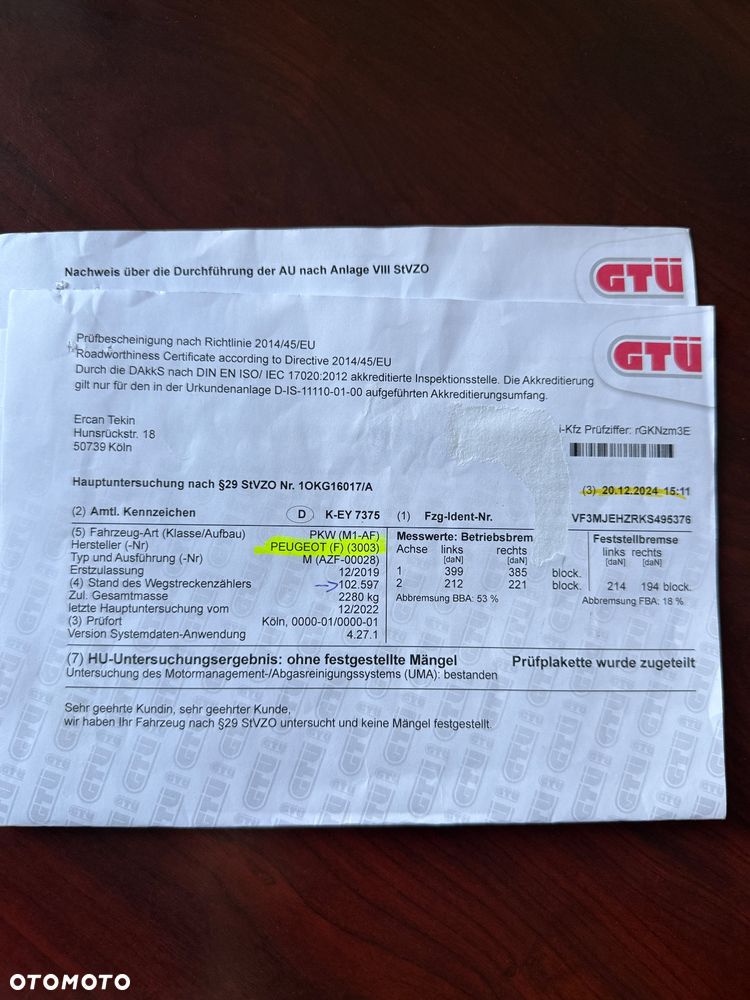 Nachweis über die Durchführung der AU nach Anlage VIII StVZO
GTÜ
Prüfbescheinigung nach Richtlinie 2014/45/EU
Roadworthiness Certificate according to Directive 2014/45/EU
Durch die DAkkS nach DIN EN ISO/ IEC 17020:2012 akkreditierte Inspektionsstelle. Die Akkreditierung
gilt nur für den in der Urkundenanlage D-IS-11110-01-00 aufgeführten Akkreditierungsumfang.
GTÜ
Ercan Tekin
Hunsrückstr. 18
50739 Köln
i-Kfz Prüfziffer: rGKNzm3E
Hauptuntersuchung nach §29 StVZO Nr. 1OKG16017/A
(3) 20.12.2024 15:11
(2) Amtl. Kennzeichen D K-EY 7375 (1) Fzg-Ident-Nr. VF3MJEHZRKS495376
(5) Fahrzeug-Art (Klasse/Aufbau) PKW (M1-AF)
Hersteller (-Nr) PEUGEOT (F) (3003)
Typ und Ausführung (-Nr) M (AZF-00028)
Erstzulassung 12/2019
(4) Stand des Wegstreckenzählers 102.597
Zul. Gesamtmasse 2280 kg
letzte Hauptuntersuchung vom 12/2022
(3) Prüfort Köln, 0000-01/0000-01
Version Systemdaten-Anwendung 4.27.1
Messwerte: Betriebsbrem
Achse links rechts
[daN] [daN]
1 399 385 block.
2 212 221 block.
Abbremsung BBA: 53 %
Feststellbremse
links rechts
[daN] [daN]
214 194 block.
Abbremsung FBA: 18 %
(7) HU-Untersuchungsergebnis: ohne festgestellte Mängel Prüfplakette wurde zugeteilt
Untersuchung des Motormanagement-/Abgasreinigungssystems (UMA): bestanden
Sehr geehrte Kundin, sehr geehrter Kunde,
wir haben Ihr Fahrzeug nach §29 StVZO untersucht und keine Mängel festgestellt.
OTOMOTO